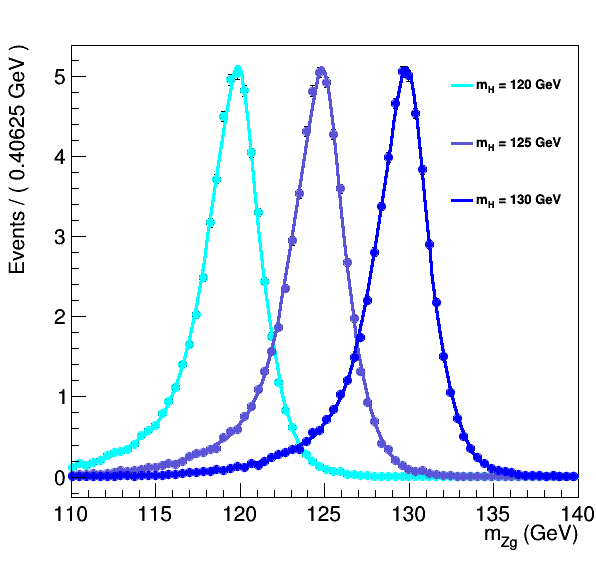 Events / ( 0.40625 GeV )
5
4
3
2
1
0
m_H = 120 GeV
m_H = 125 GeV
m_H = 130 GeV
110 115 120 125 130 135 140
m_Zg (GeV)